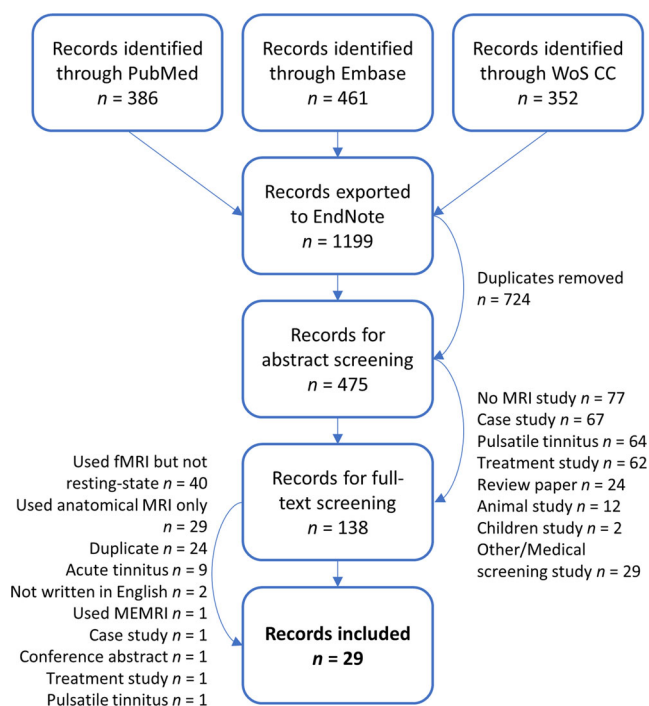 Records identified
through PubMed
n = 386
Records identified
through Embase
n = 461
Records identified
through WoS CC
n = 352
Records exported
to EndNote
n = 1199
Duplicates removed
n = 724
Records for
abstract screening
n = 475
No MRI study n = 77
Case study n = 67
Pulsatile tinnitus n = 64
Treatment study n = 62
Review paper n = 24
Animal study n = 12
Children study n = 2
Other/Medical
screening study n = 29
Records for full-
text screening
n = 138
Used fMRI but not
resting-state n = 40
Used anatomical MRI only
n = 29
Duplicate n = 24
Acute tinnitus n = 9
Not written in English n = 2
Used MEMRI n = 1
Case study n = 1
Conference abstract n = 1
Treatment study n = 1
Pulsatile tinnitus n = 1
Records included
n = 29